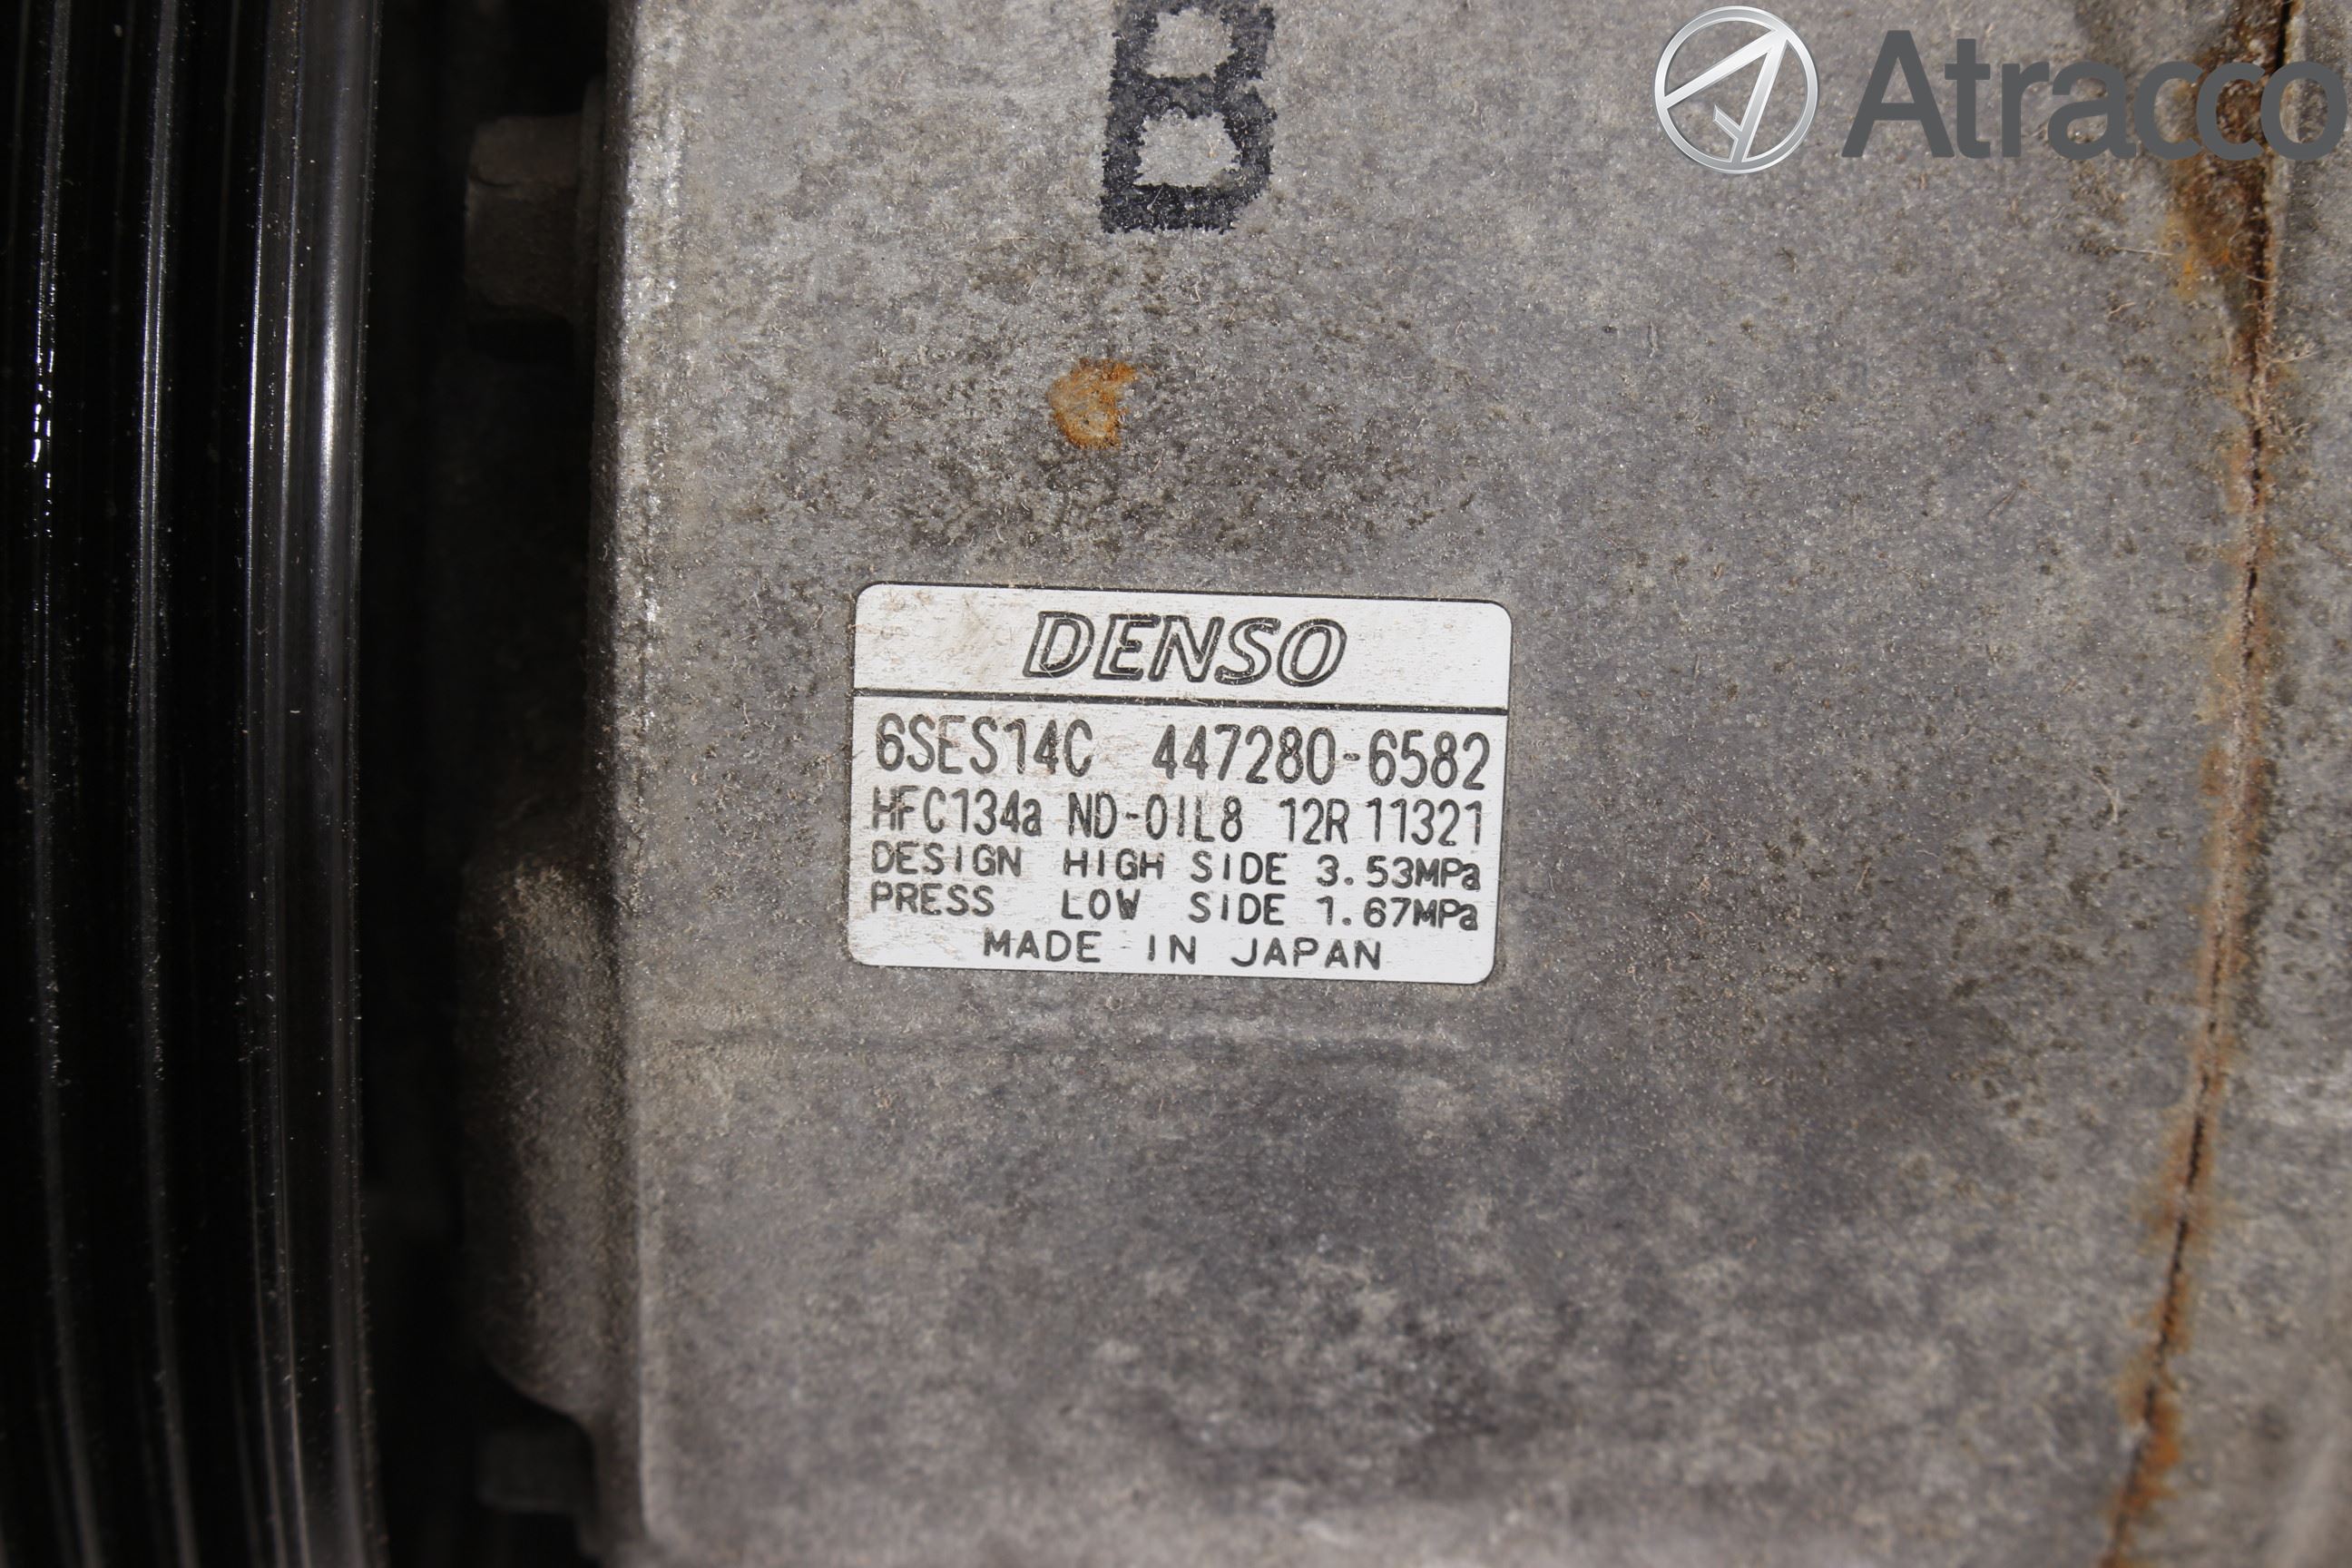 B
Atracco
DENSO
6SES14C 447280-6582
HFC134a ND-OIL8 12R 11321
DESIGN HIGH SIDE 3.53MPa
PRESS LOW SIDE 1.67MPa
MADE IN JAPAN